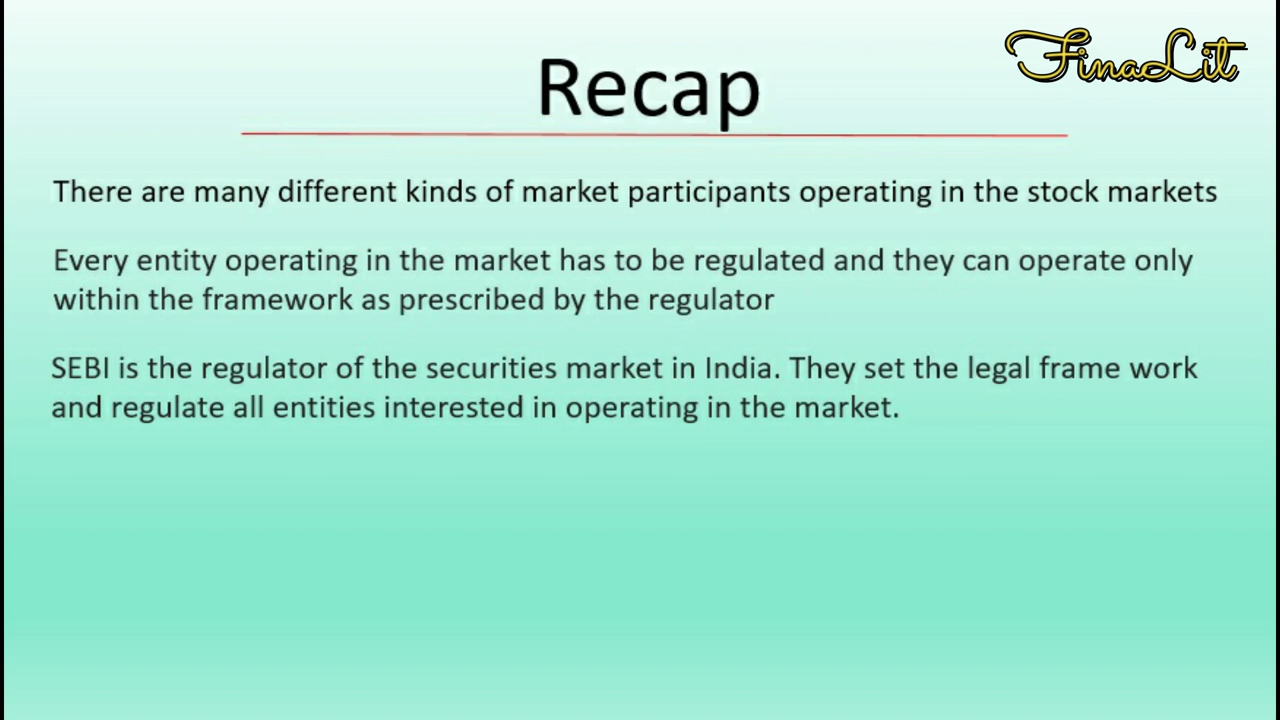 FinaLit
Recap
There are many different kinds of market participants operating in the stock markets
Every entity operating in the market has to be regulated and they can operate only
within the framework as prescribed by the regulator
SEBI is the regulator of the securities market in India. They set the legal frame work
and regulate all entities interested in operating in the market.